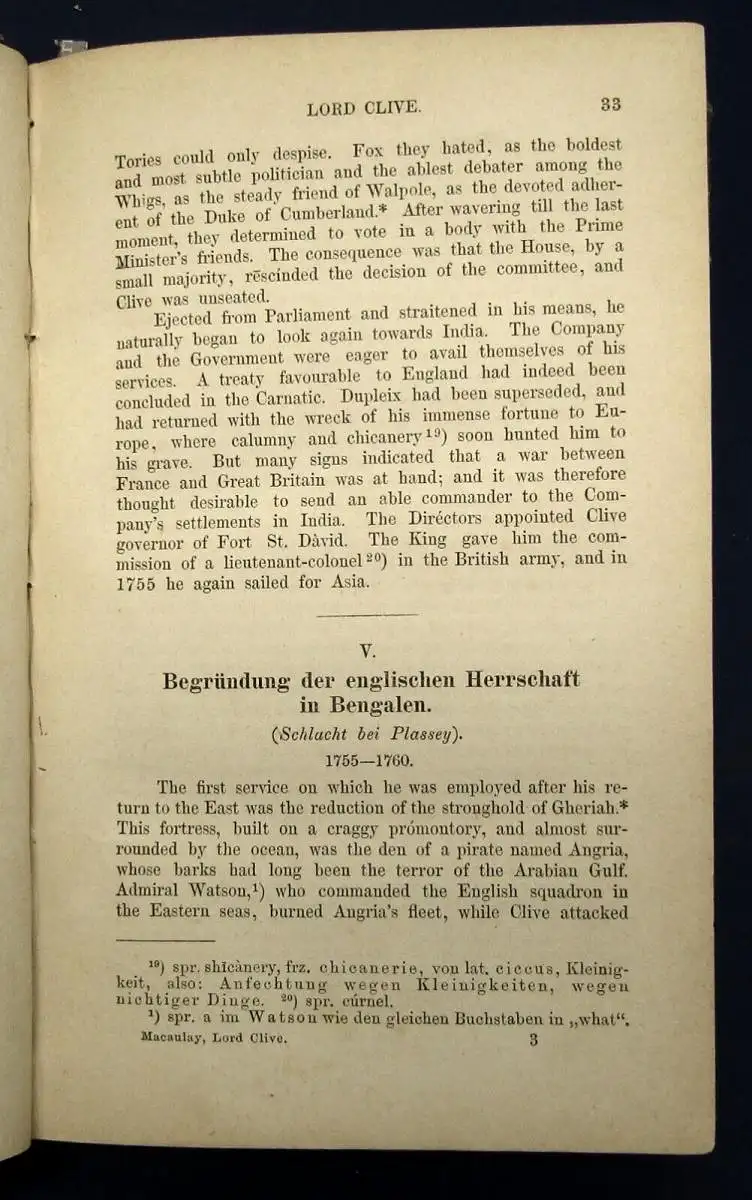 LORD CLIVE. 33
Tories could only despise. Fox they hated, as the boldest
and most subtle politician and the ablest debater among the
Whigs, as the steady friend of Walpole, as the devoted adher-
ent of the Duke of Cumberland.* After wavering till the last
moment, they determined to vote in a body with the Prime
Minister's friends. The consequence was that the House, by a
small majority, rēscinded the decision of the committee, and
Clive was unseated.
Ejected from Parliament and straitened in his means, he
naturally began to look again towards India. The Company
and the Government were eager to avail themselves of his
services. A treaty favourable to England had indeed been
concluded in the Carnatic. Dupleix had been superseded, and
had returned with the wreck of his immense fortune to Eu-
rope, where calumny and chicanery¹⁹) soon hunted him to
his grave. But many signs indicated that a war between
France and Great Britain was at hand; and it was therefore
thought desirable to send an able commander to the Com-
pany's settlements in India. The Diréctors appointed Clive
governor of Fort St. Dàvid. The King gave him the com-
mission of a lieutenant-colonel²⁰) in the British army, and in
1755 he again sailed for Asia.
V.
Begründung der englischen Herrschaft
in Bengalen.
(Schlacht bei Plassey).
1755—1760.
The first service on which he was employed after his re-
turn to the East was the reduction of the stronghold of Gheriah.*
This fortress, built on a craggy prómontory, and almost sur-
rounded by the ocean, was the den of a pirate named Angria,
whose barks had long been the terror of the Arabian Gulf.
Admiral Watson,¹) who commanded the English squadron in
the Eastern seas, burned Angria's fleet, while Clive attacked
¹⁹) spr. shĭcànery, frz. chicanerie, von lat. ciccus, Kleinig-
keit, also: Anfechtung wegen Kleinigkeiten, wegen
nichtiger Dinge. ²⁰) spr. cúrnel.
¹) spr. a im Watson wie den gleichen Buchstaben in „what“.
Macaulay, Lord Clive. 3